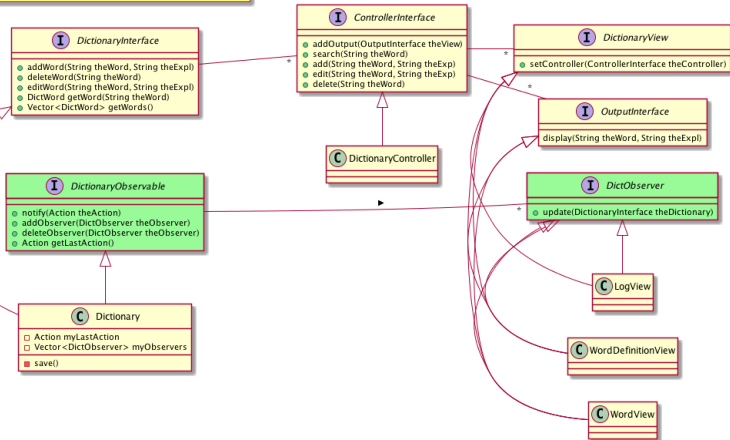 I DictionaryInterface
addWord(String theWord, String theExpl)
deleteWord(String theWord)
editWord(String theWord, String theExpl)
DictWord getWord(String theWord)
Vector<DictWord> getWords()
*
I ControllerInterface
addOutput(OutputInterface theView)
search(String theWord)
add(String theWord, String theExp)
edit(String theWord, String theExp)
delete(String theWord)
*
*
I DictionaryView
setController(ControllerInterface theController)
I OutputInterface
display(String theWord, String theExpl)
C DictionaryController
I DictionaryObservable
notify(Action theAction)
addObserver(DictObserver theObserver)
deleteObserver(DictObserver theObserver)
Action getLastAction()
*
I DictObserver
update(DictionaryInterface theDictionary)
C Dictionary
Action myLastAction
Vector<DictObserver> myObservers
save()
C LogView
C WordDefinitionView
C WordView